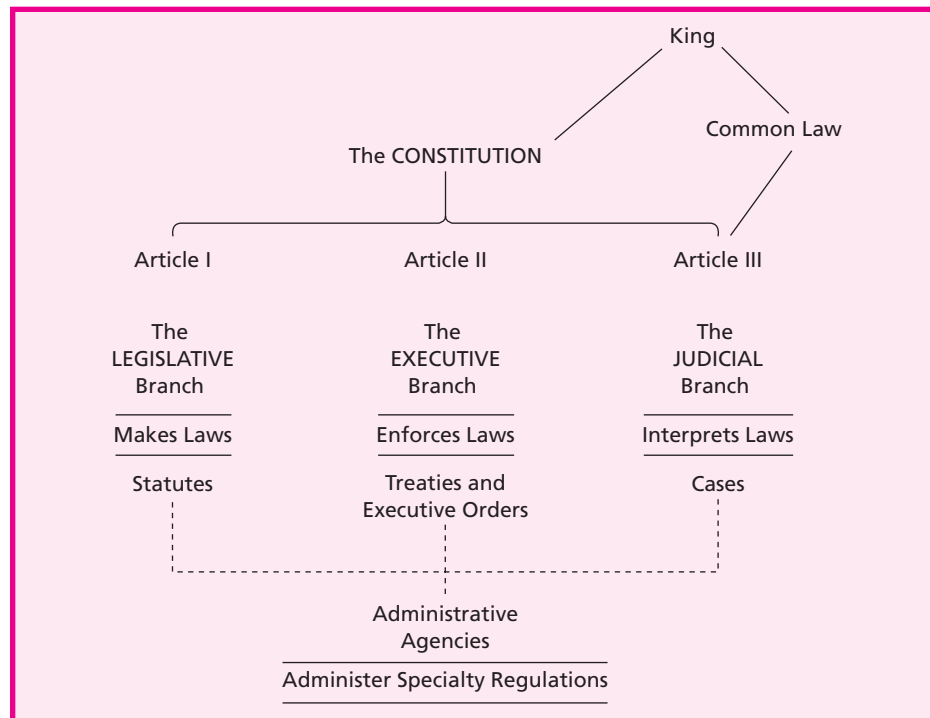 King
Common Law
The CONSTITUTION
Article I
Article II
Article III
The
LEGISLATIVE
Branch
The
EXECUTIVE
Branch
The
JUDICIAL
Branch
Makes Laws
Enforces Laws
Interprets Laws
Statutes
Treaties and
Executive Orders
Cases
Administrative
Agencies
Administer Specialty Regulations